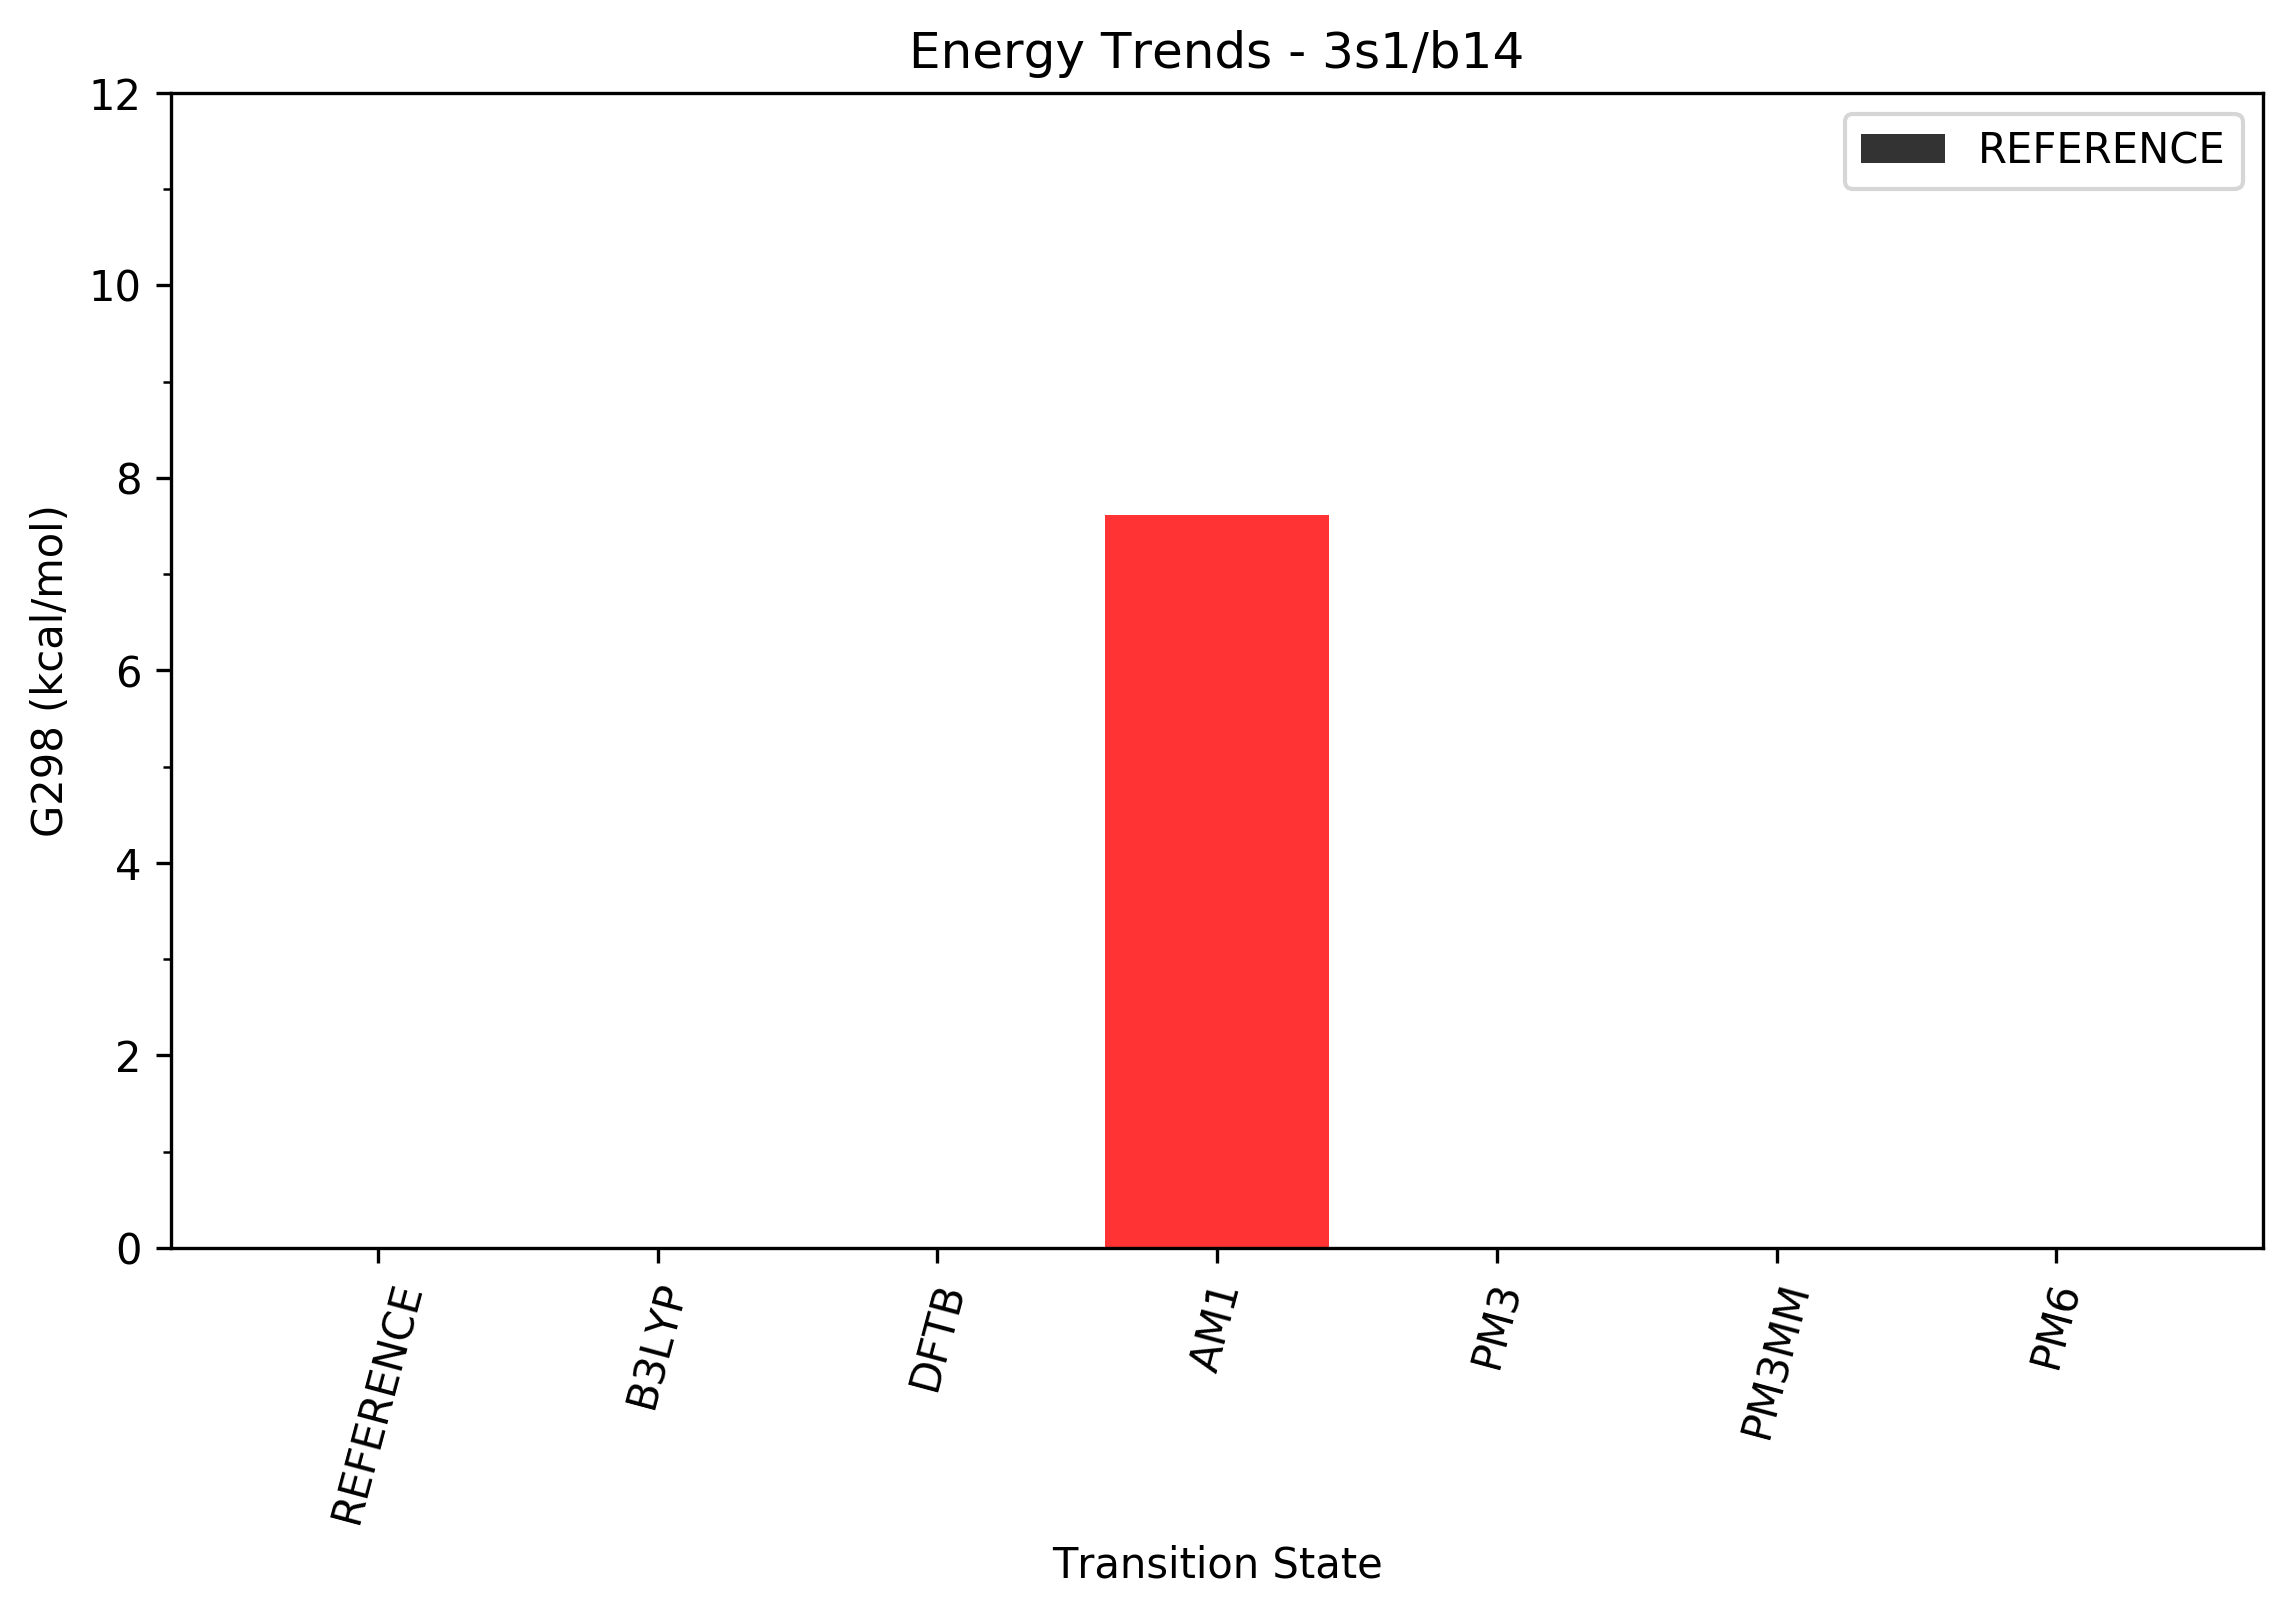 Energy Trends - 3s1/b14
REFERENCE
G298 (kcal/mol)
12
10
8
6
4
2
0
REFERENCE
B3LYP
DFTB
AM1
PM3
PM3MM
PM6
Transition State